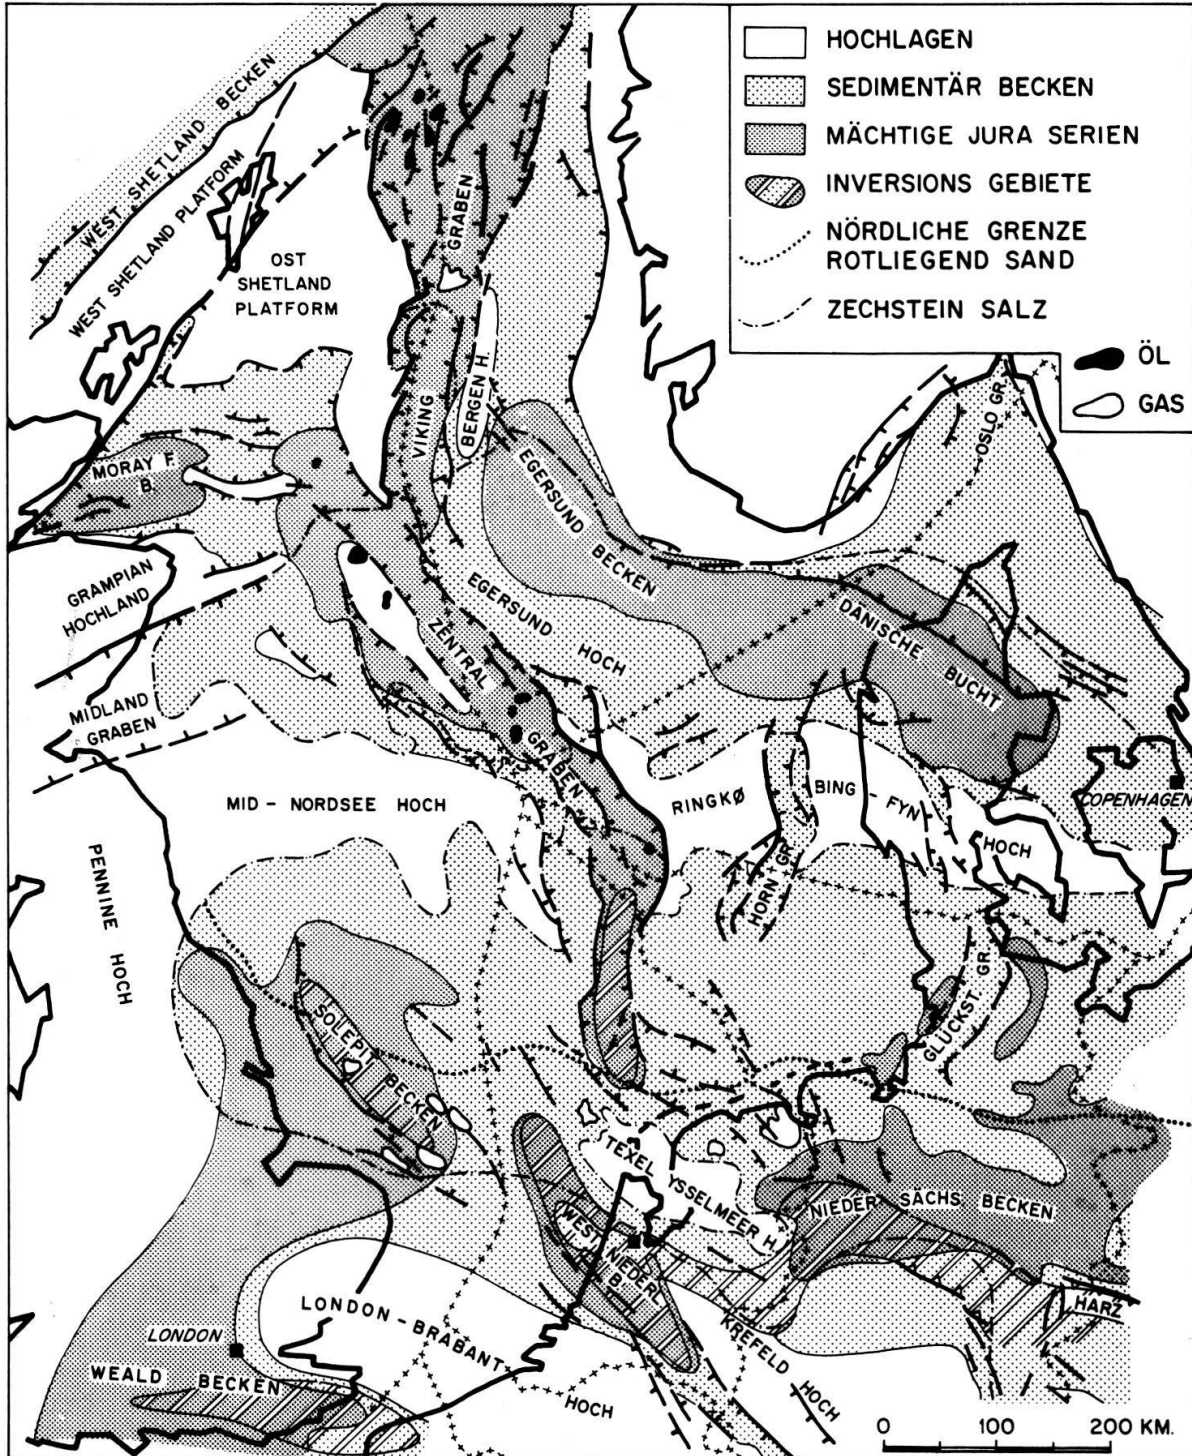 HOCHLAGEN
SEDIMENTÄR BECKEN
MÄCHTIGE JURA SERIEN
INVERSIONS GEBIETE
NÖRDLICHE GRENZE
ROTLIEGEND SAND
ZECHSTEIN SALZ
ÖL
GAS
WEST SHETLAND BECKEN
WEST SHETLAND PLATFORM
OST
SHETLAND
PLATFORM
VIKING GRABEN
BERGEN H.
OSLO GR.
MORAY F.
B.
EGERSUND BECKEN
GRAMPIAN
HOCHLAND
EGERSUND HOCH
ZENTRAL GRABEN
DÄNISCHE BUCHT
MIDLAND
GRABEN
MID-NORDSEE HOCH
RINGKØBING-FYN HOCH
COPENHAGEN
HORN GR.
PENNINE HOCH
GLÜCKST. GR.
SOLEPIT BECKEN
TEXEL YSSELMEER H.
NIEDER SÄCHS BECKEN
WEST NIEDERL.
B.
HARZ
LONDON-BRABANT HOCH
KREFELD HOCH
LONDON
WEALD BECKEN
0 100 200 KM.